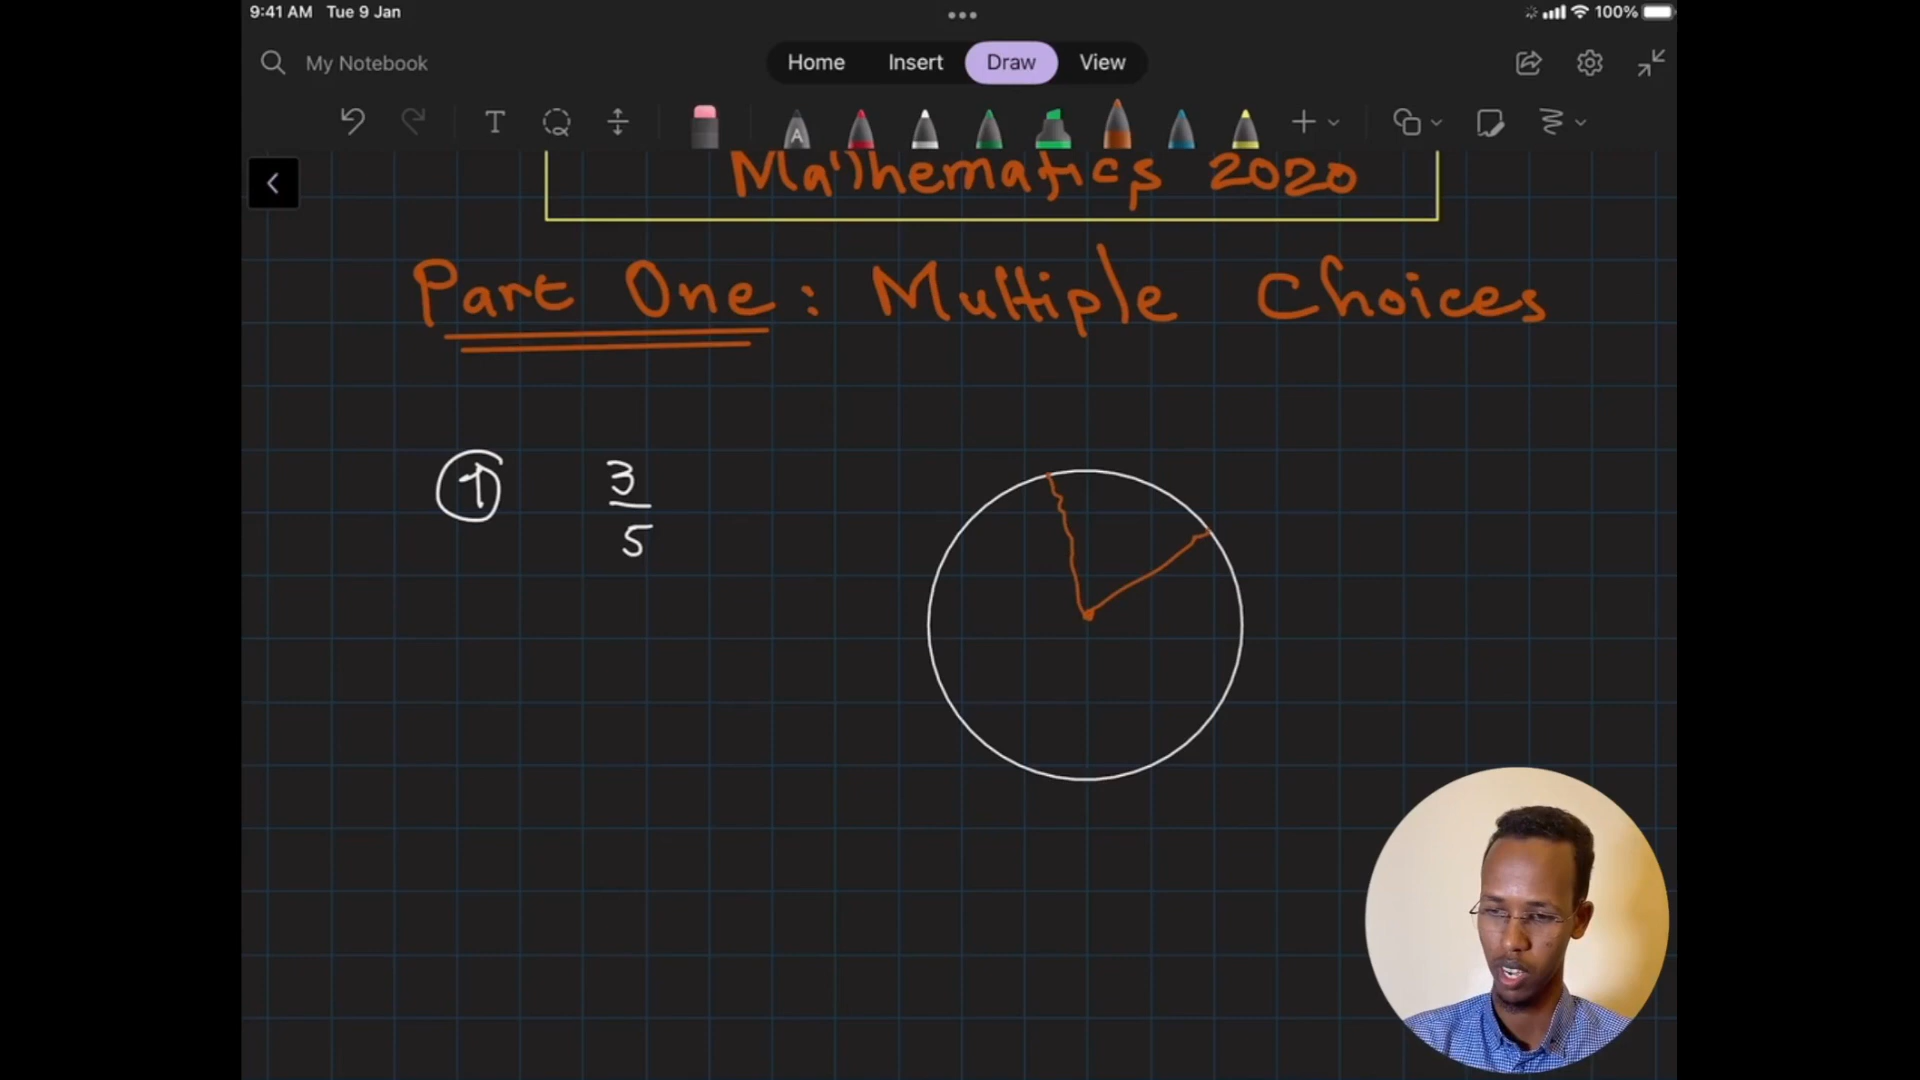 9:41 AM Tue 9 Jan
100%
My Notebook
Home Insert Draw View
T
A
Mathematics 2020
Part One: Multiple Choices
1 3/5